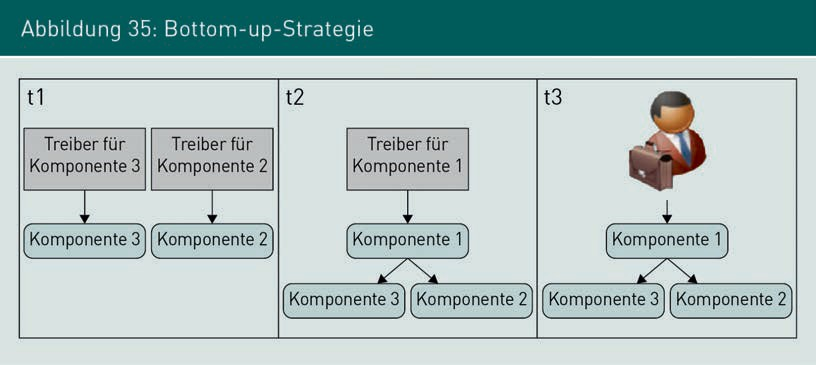 Abbildung 35: Bottom-up-Strategie
t1
Treiber für
Komponente 3
Treiber für
Komponente 2
Komponente 3
Komponente 2
t2
Treiber für
Komponente 1
Komponente 1
Komponente 3
Komponente 2
t3
Komponente 1
Komponente 3
Komponente 2